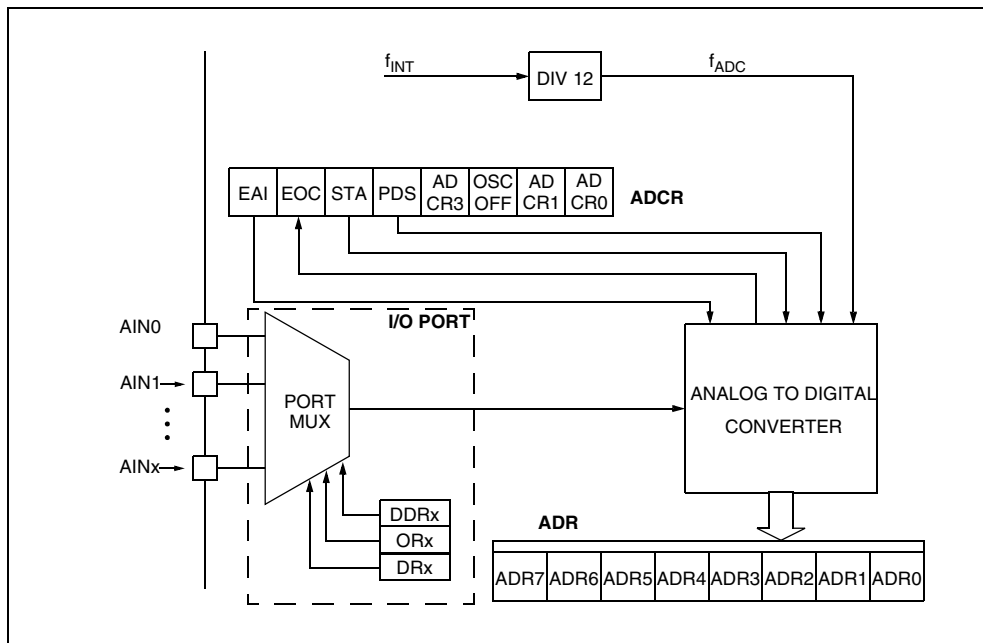 fINT
DIV 12
fADC
EAI EOC STA PDS AD CR3 OSC OFF AD CR1 AD CR0
ADCR
I/O PORT
AIN0
AIN1
AINx
PORT
MUX
ANALOG TO DIGITAL
CONVERTER
DDRx
ORx
DRx
ADR
ADR7 ADR6 ADR5 ADR4 ADR3 ADR2 ADR1 ADR0